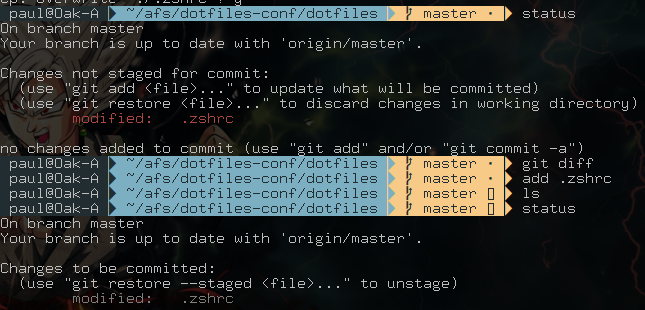 paul@Oak-A ~/afs/dotfiles-conf/dotfiles master · status
On branch master
Your branch is up to date with 'origin/master'.
Changes not staged for commit:
(use "git add <file>..." to update what will be committed)
(use "git restore <file>..." to discard changes in working directory)
modified: .zshrc
no changes added to commit (use "git add" and/or "git commit -a")
paul@Oak-A ~/afs/dotfiles-conf/dotfiles master · git diff
paul@Oak-A ~/afs/dotfiles-conf/dotfiles master · add .zshrc
paul@Oak-A ~/afs/dotfiles-conf/dotfiles master ls
paul@Oak-A ~/afs/dotfiles-conf/dotfiles master status
On branch master
Your branch is up to date with 'origin/master'.
Changes to be committed:
(use "git restore --staged <file>..." to unstage)
modified: .zshrc